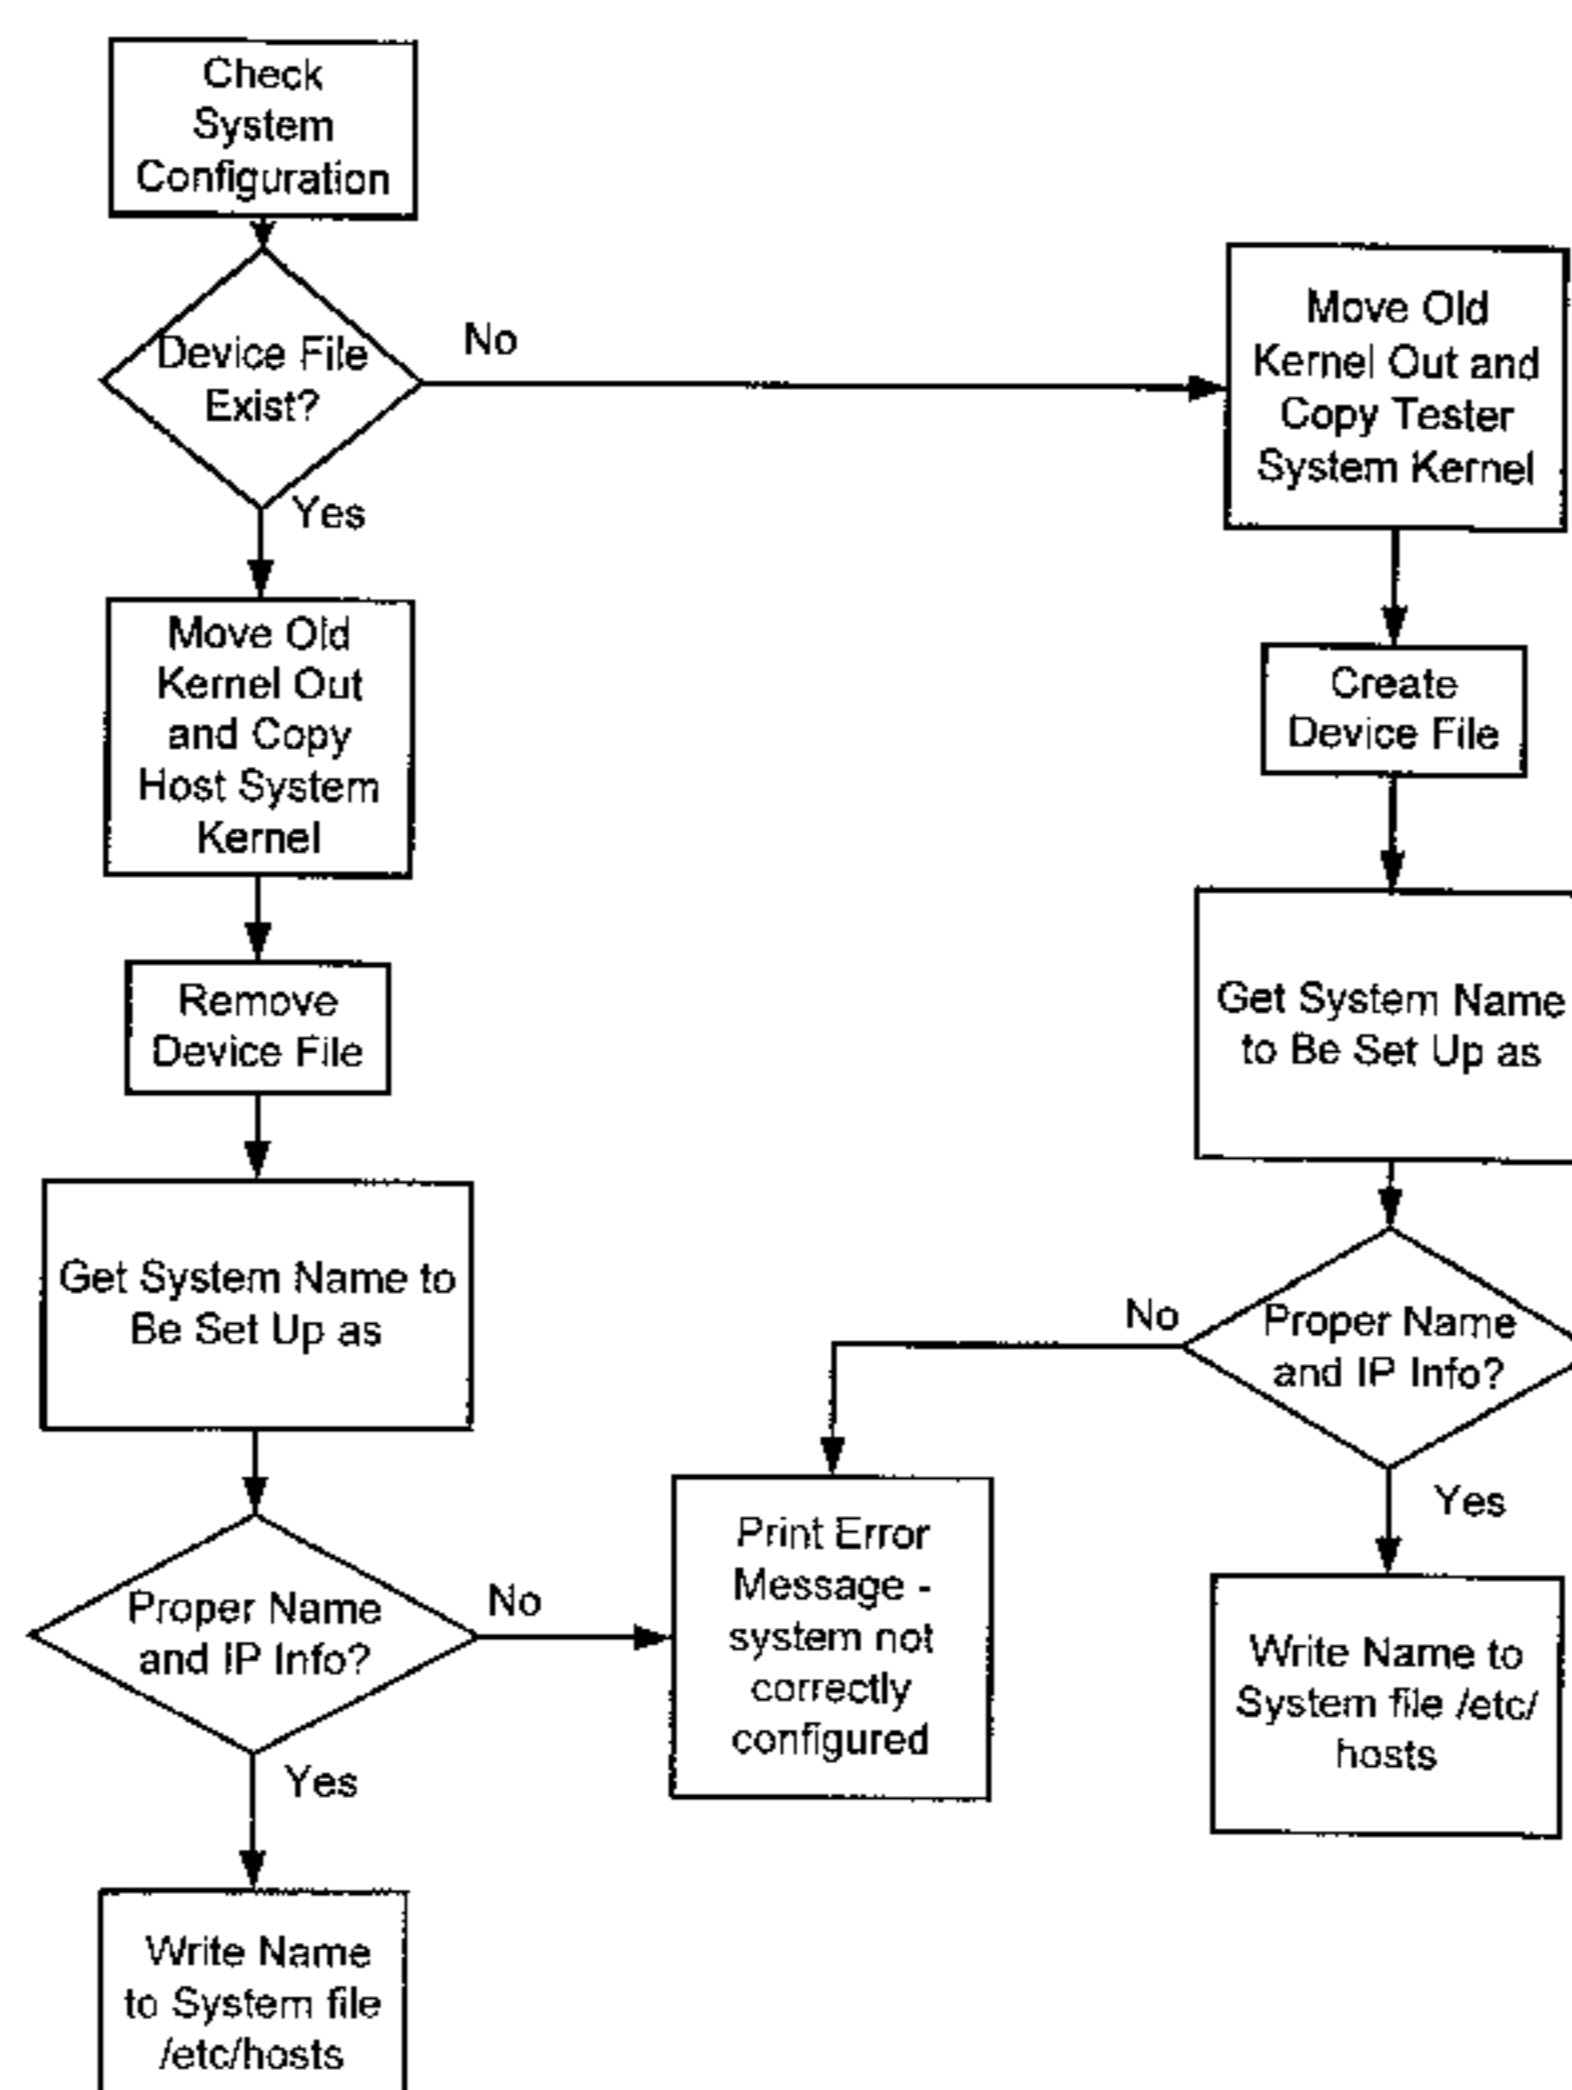 Check
System
Configuration
Device File
Exist?
No
Yes
Move Old
Kernel Out and
Copy Tester
System Kernel
Move Old
Kernel Out
and Copy
Host System
Kernel
Create
Device File
Remove
Device File
Get System Name
to Be Set Up as
Get System Name to
Be Set Up as
Proper Name
and IP Info?
No
Yes
Proper Name
and IP Info?
No
Yes
Print Error
Message -
system not
correctly
configured
Write Name to
System file /etc/
hosts
Write Name
to System file
/etc/hosts